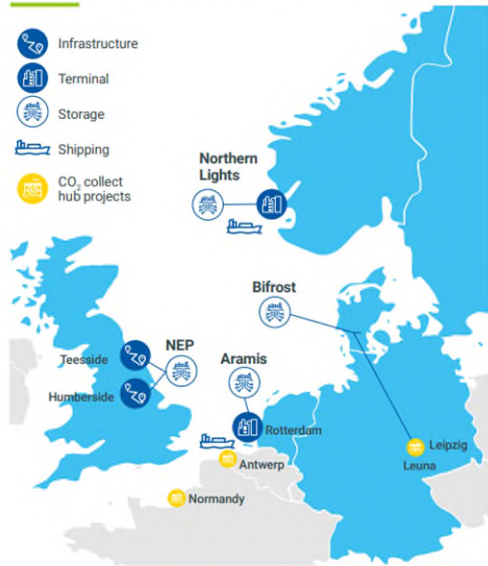 Infrastructure
Terminal
Storage
Shipping
CO₂ collect
hub projects
Northern
Lights
Bifrost
NEP
Teesside
Aramis
Humberside
Rotterdam
Leipzig
Antwerp
Leuna
Normandy